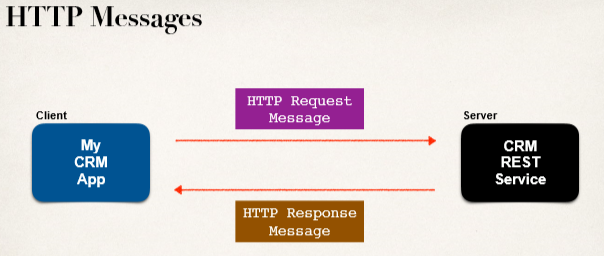 HTTP Messages
Client
My
CRM
App
HTTP Request
Message
Server
CRM
REST
Service
HTTP Response
Message